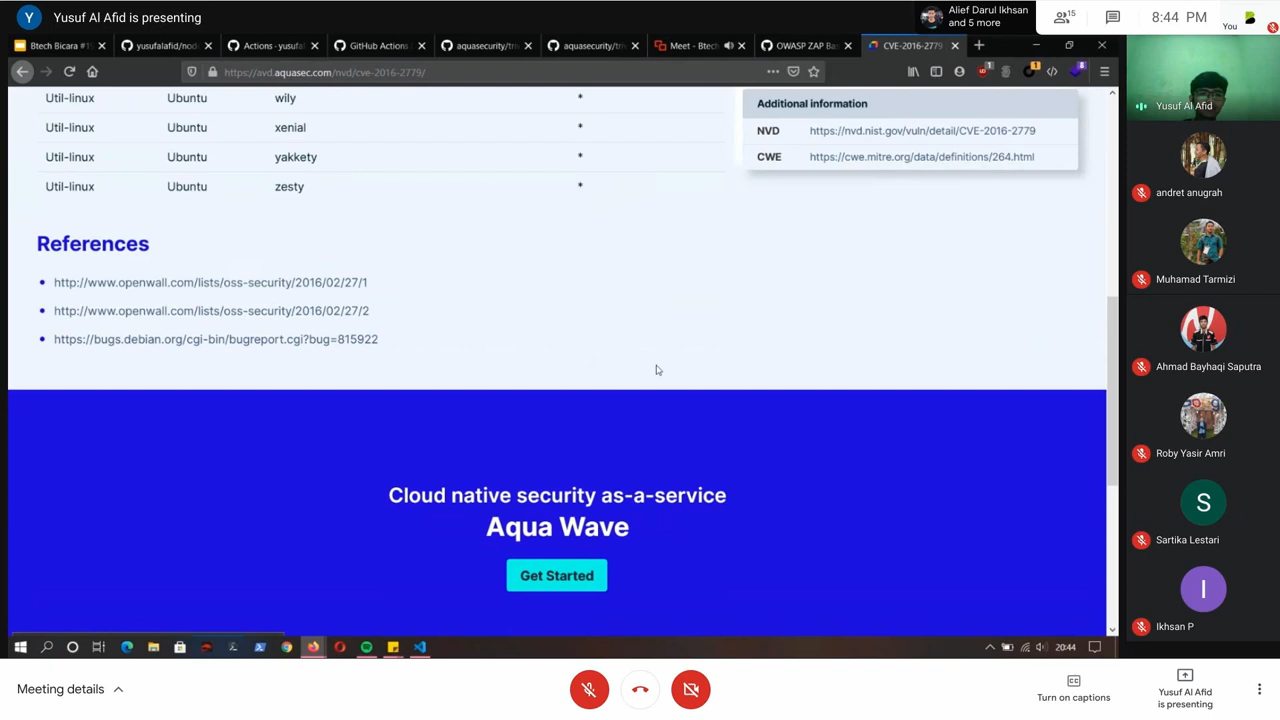 Y Yusuf Al Afid is presenting
Alief Darul Ikhsan
and 5 more
15
8:44 PM
You
Btech Bicara #1
yusufalafid/nod
Actions · yusufa
GitHub Actions
aquasecurity/tri
aquasecurity/tri
Meet - Btech
OWASP ZAP Ba
CVE-2016-2779
https://avd.aquasec.com/nvd/cve-2016-2779/
Util-linux Ubuntu wily *
Util-linux Ubuntu xenial *
Util-linux Ubuntu yakkety *
Util-linux Ubuntu zesty *
Additional information
NVD https://nvd.nist.gov/vuln/detail/CVE-2016-2779
CWE https://cwe.mitre.org/data/definitions/264.html
References
http://www.openwall.com/lists/oss-security/2016/02/27/1
http://www.openwall.com/lists/oss-security/2016/02/27/2
https://bugs.debian.org/cgi-bin/bugreport.cgi?bug=815922
Cloud native security as-a-service
Aqua Wave
Get Started
20:44
Yusuf Al Afid
andret anugrah
Muhamad Tarmizi
Ahmad Bayhaqi Saputra
Roby Yasir Amri
S
Sartika Lestari
I
Ikhsan P
Meeting details
Turn on captions
Yusuf Al Afid
is presenting